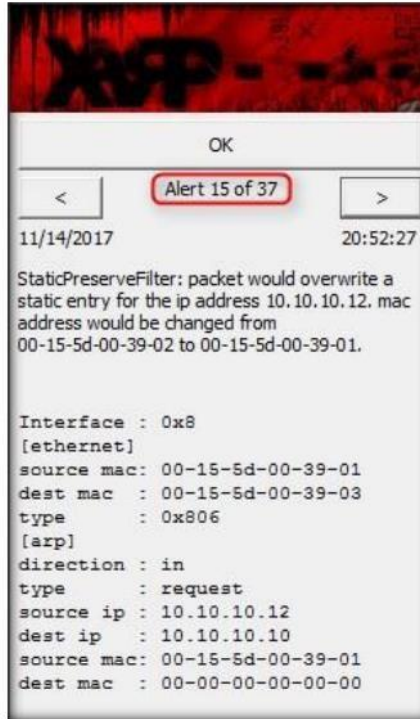 XARP
OK
<
Alert 15 of 37
>
11/14/2017 20:52:27
StaticPreserveFilter: packet would overwrite a
static entry for the ip address 10.10.10.12. mac
address would be changed from
00-15-5d-00-39-02 to 00-15-5d-00-39-01.
Interface : 0x8
[ethernet]
source mac: 00-15-5d-00-39-01
dest mac : 00-15-5d-00-39-03
type : 0x806
[arp]
direction : in
type : request
source ip : 10.10.10.12
dest ip : 10.10.10.10
source mac: 00-15-5d-00-39-01
dest mac : 00-00-00-00-00-00